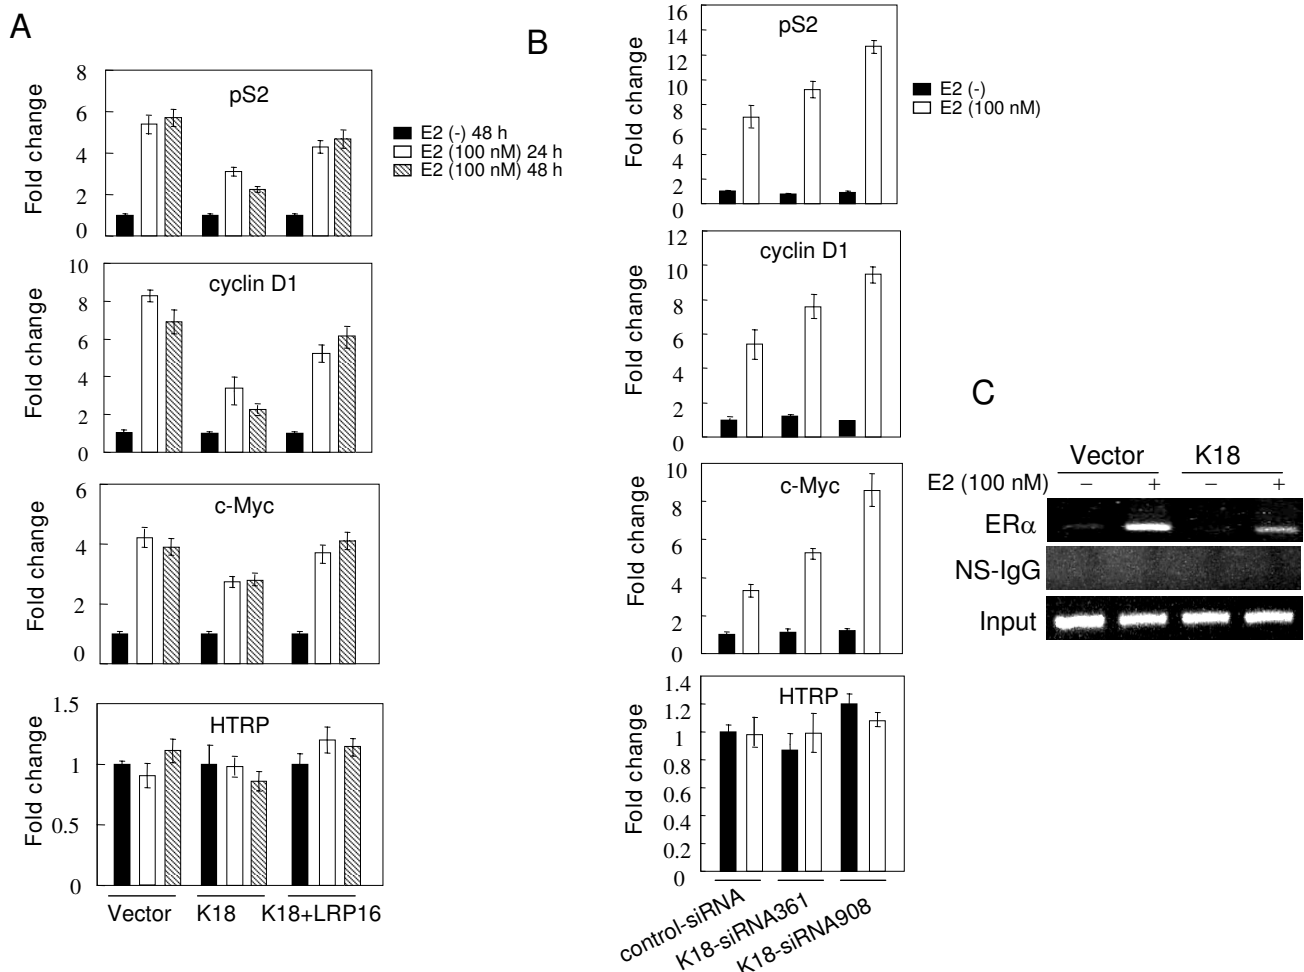 A
pS2
Fold change
8
6
4
2
0
E2 (-) 48 h
E2 (100 nM) 24 h
E2 (100 nM) 48 h
cyclin D1
Fold change
10
8
6
4
2
0
c-Myc
Fold change
6
4
2
0
HTRP
Fold change
1.5
1
0.5
0
Vector K18 K18+LRP16
B
pS2
Fold change
16
14
12
10
8
6
4
2
0
E2 (-)
E2 (100 nM)
cyclin D1
Fold change
12
10
8
6
4
2
0
c-Myc
Fold change
10
8
6
4
2
0
HTRP
Fold change
1.4
1.2
1
0.8
0.6
0.4
0.2
0
control-siRNA
K18-siRNA361
K18-siRNA908
C
Vector K18
E2 (100 nM) − + − +
ERα
NS-IgG
Input